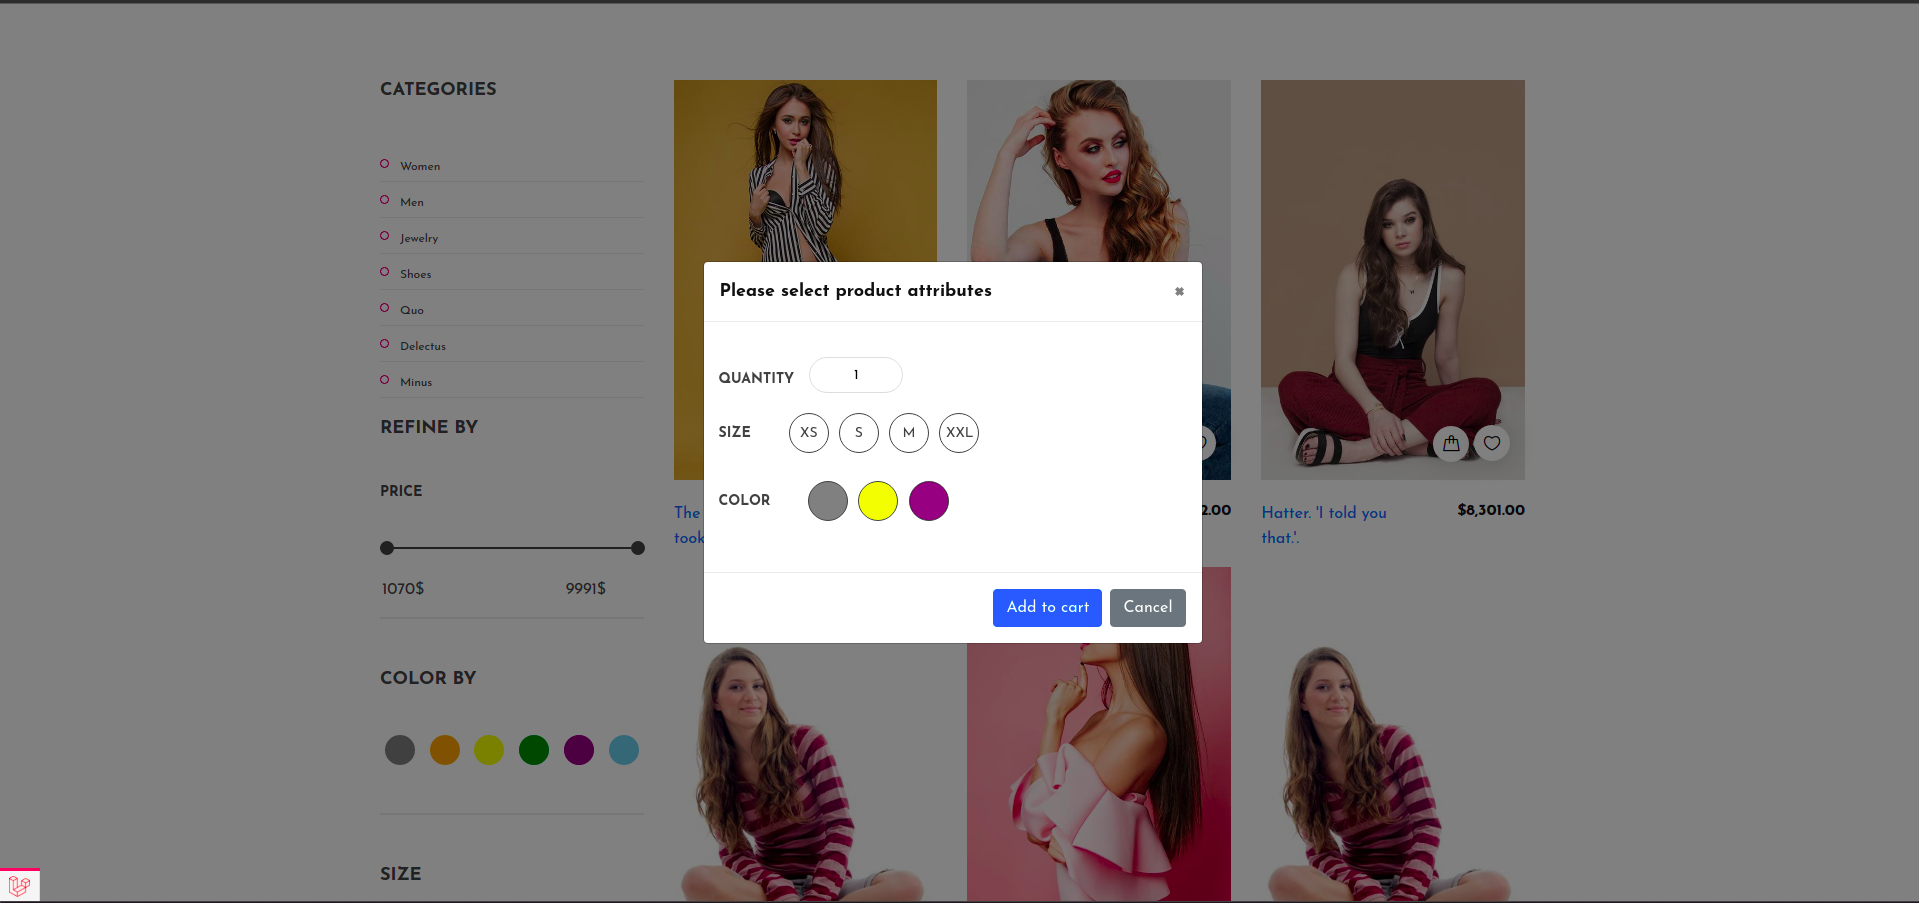 CATEGORIES
Women
Men
Jewelry
Shoes
Quo
Delectus
Minus
REFINE BY
PRICE
1070$
9991$
COLOR BY
SIZE
Please select product attributes
×
QUANTITY 1
SIZE XS S M XXL
COLOR
Add to cart Cancel
The
took
2.00
Hatter. 'I told you
that.'.
$8,301.00